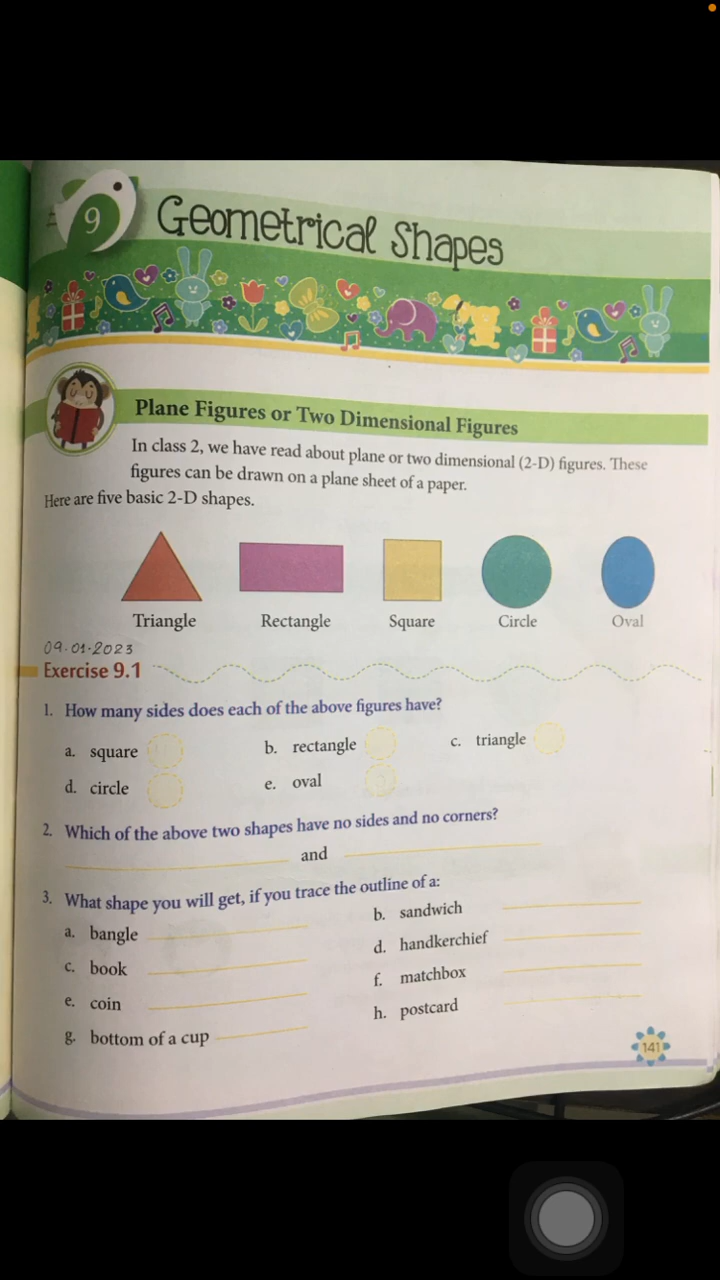 9
Geometrical Shapes
Plane Figures or Two Dimensional Figures
In class 2, we have read about plane or two dimensional (2-D) figures. These
figures can be drawn on a plane sheet of a paper.
Here are five basic 2-D shapes.
Triangle Rectangle Square Circle Oval
09.01.2023
Exercise 9.1
1. How many sides does each of the above figures have?
a. square b. rectangle c. triangle
d. circle e. oval
2. Which of the above two shapes have no sides and no corners?
and
3. What shape you will get, if you trace the outline of a:
a. bangle b. sandwich
c. book d. handkerchief
e. coin f. matchbox
g. bottom of a cup h. postcard
141